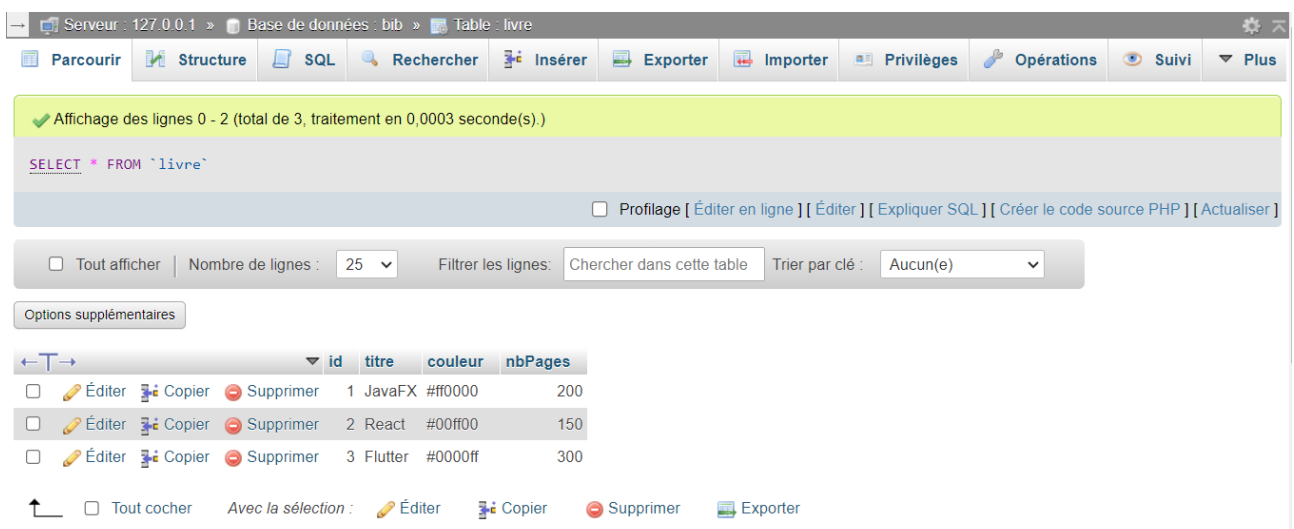 Serveur : 127.0.0.1 » Base de données : bib » Table : livre
Parcourir Structure SQL Rechercher Insérer Exporter Importer Privilèges Opérations Suivi Plus
Affichage des lignes 0 - 2 (total de 3, traitement en 0,0003 seconde(s).)
SELECT * FROM `livre`
Profilage [ Éditer en ligne ] [ Éditer ] [ Expliquer SQL ] [ Créer le code source PHP ] [ Actualiser ]
Tout afficher | Nombre de lignes : 25 Filtrer les lignes: Chercher dans cette table Trier par clé : Aucun(e)
Options supplémentaires
←T→ id titre couleur nbPages
Éditer Copier Supprimer 1 JavaFX #ff0000 200
Éditer Copier Supprimer 2 React #00ff00 150
Éditer Copier Supprimer 3 Flutter #0000ff 300
Tout cocher Avec la sélection : Éditer Copier Supprimer Exporter